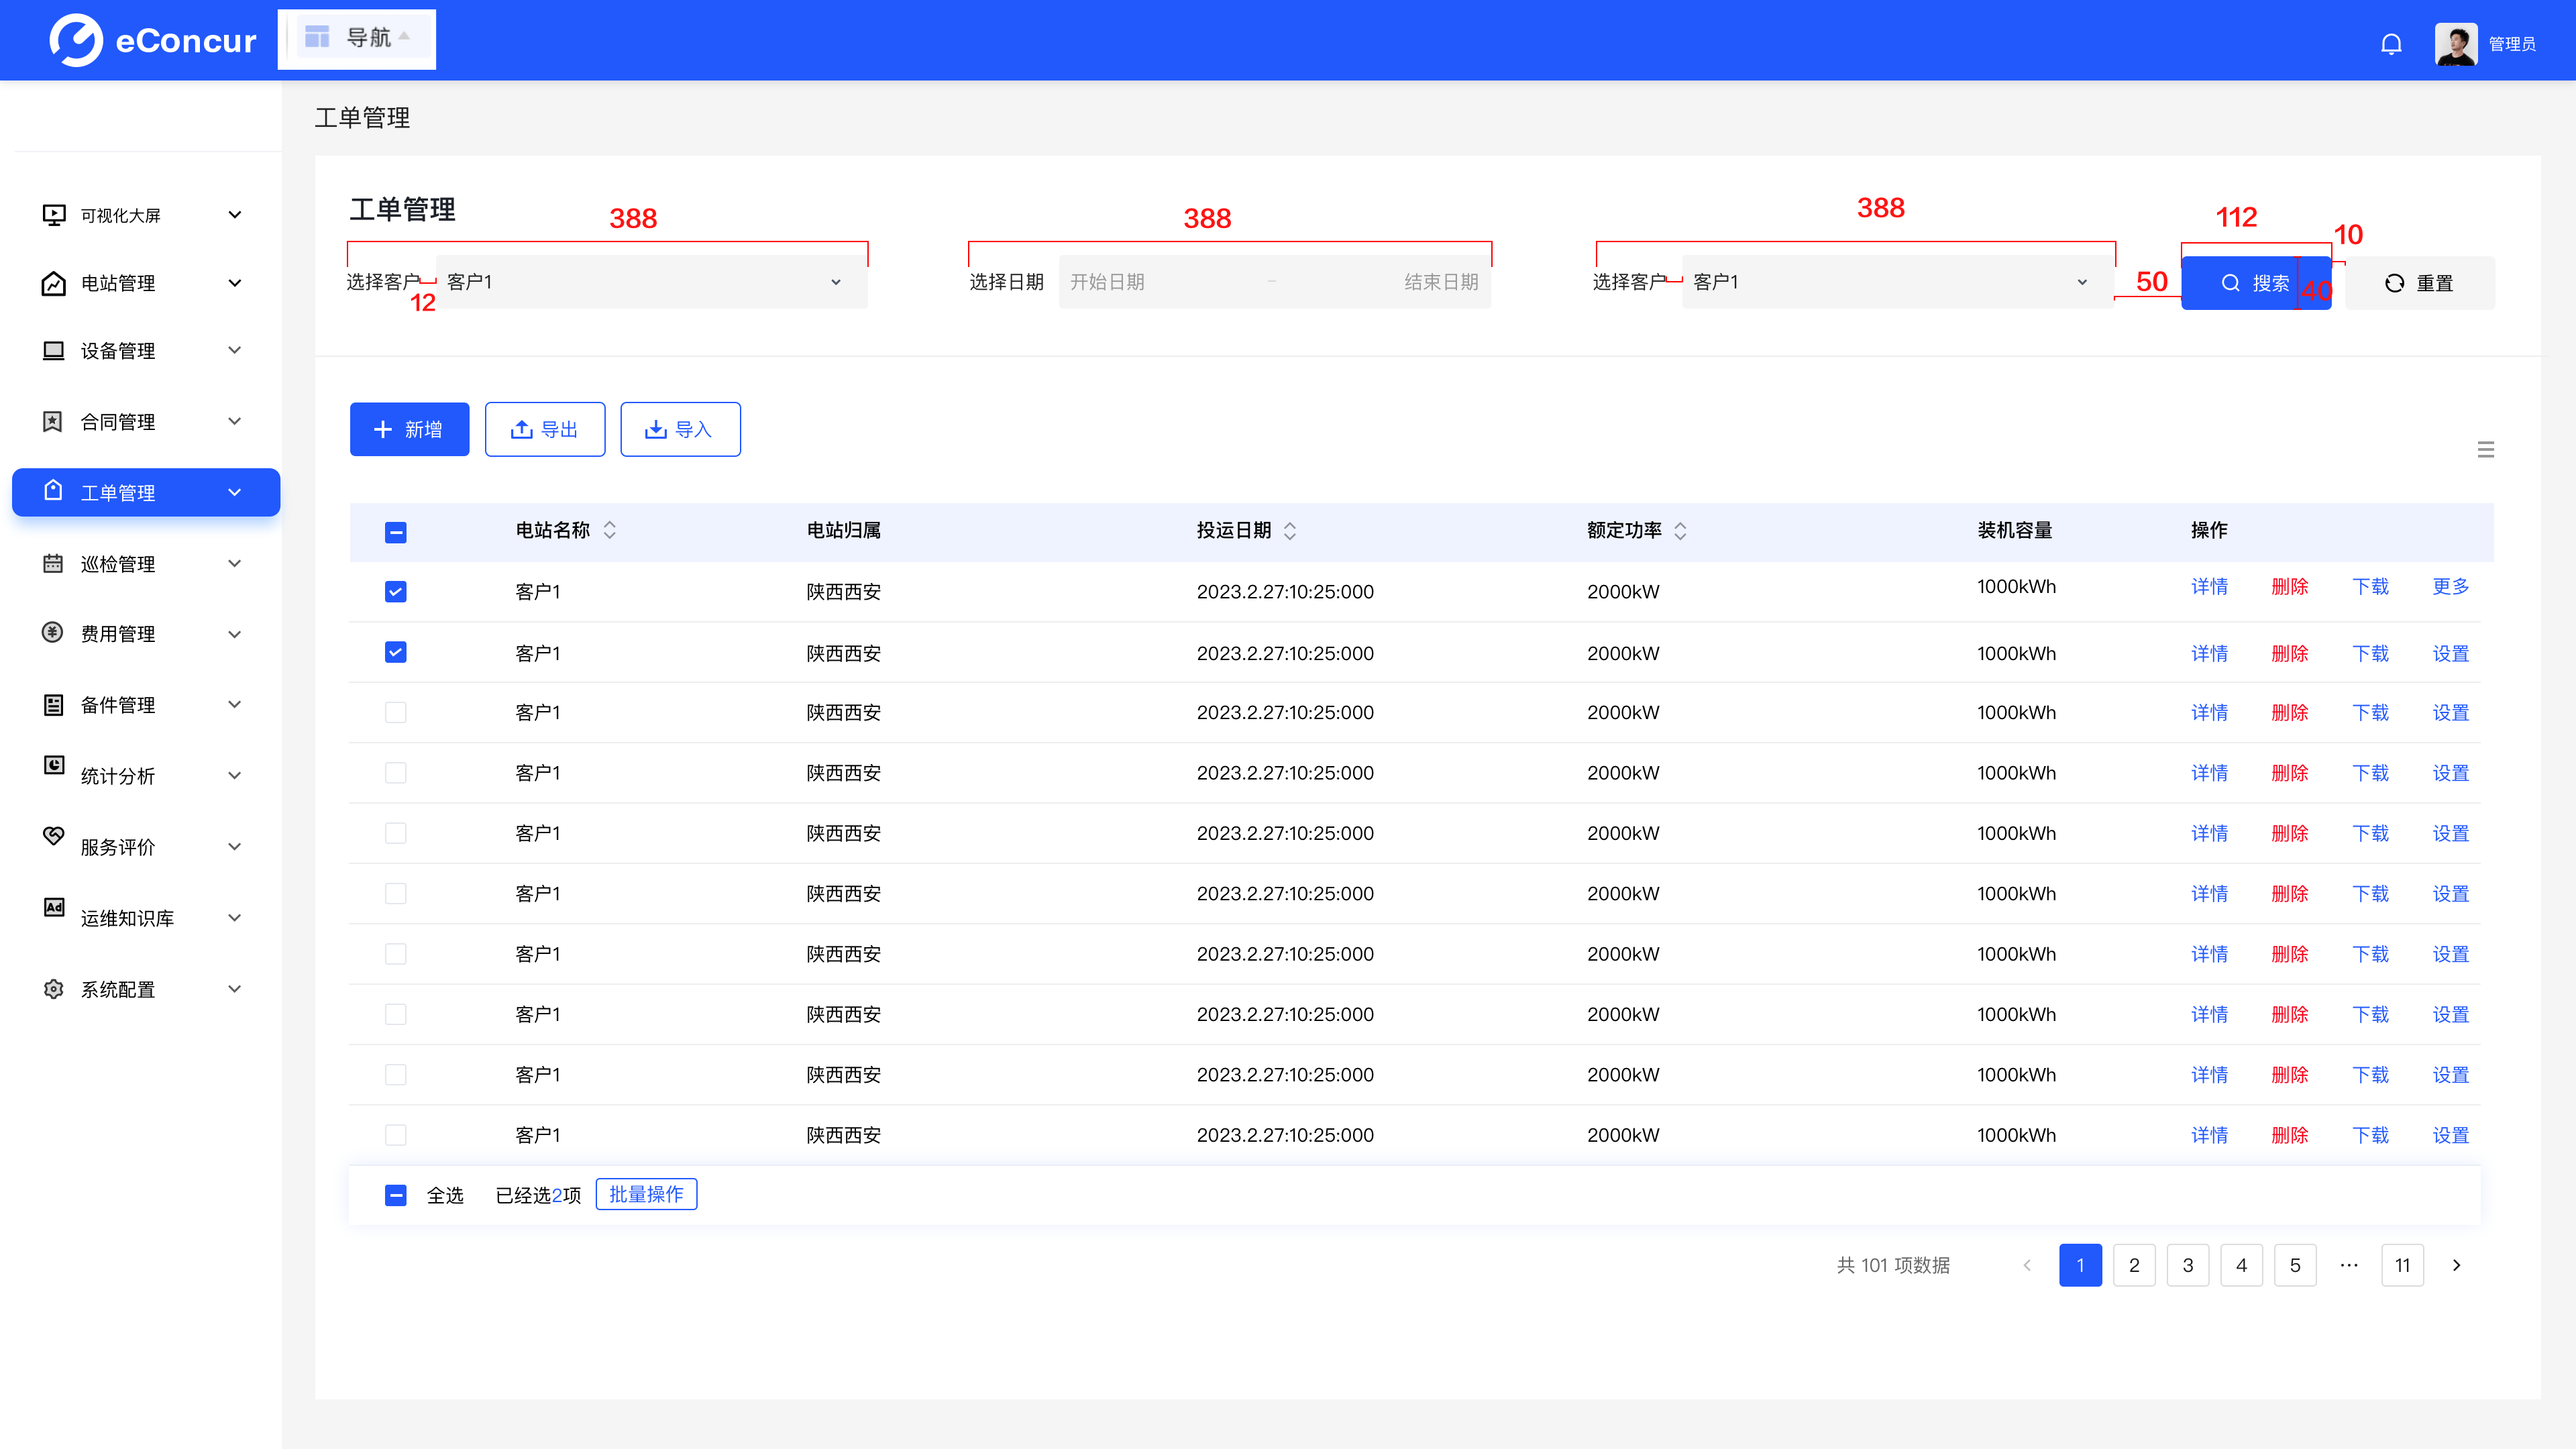 eConcur
导航
管理员
可视化大屏
电站管理
设备管理
合同管理
工单管理
巡检管理
费用管理
备件管理
统计分析
服务评价
Ad
运维知识库
系统配置
工单管理
工单管理
388 388 388 112 10
选择客户 客户1 选择日期 开始日期 – 结束日期 选择客户 客户1 50 搜索 40 重置
12
新增 导出 导入
电站名称 电站归属 投运日期 额定功率 装机容量 操作
客户1 陕西西安 2023.2.27:10:25:000 2000kW 1000kWh 详情 删除 下载 更多
客户1 陕西西安 2023.2.27:10:25:000 2000kW 1000kWh 详情 删除 下载 设置
客户1 陕西西安 2023.2.27:10:25:000 2000kW 1000kWh 详情 删除 下载 设置
客户1 陕西西安 2023.2.27:10:25:000 2000kW 1000kWh 详情 删除 下载 设置
客户1 陕西西安 2023.2.27:10:25:000 2000kW 1000kWh 详情 删除 下载 设置
客户1 陕西西安 2023.2.27:10:25:000 2000kW 1000kWh 详情 删除 下载 设置
客户1 陕西西安 2023.2.27:10:25:000 2000kW 1000kWh 详情 删除 下载 设置
客户1 陕西西安 2023.2.27:10:25:000 2000kW 1000kWh 详情 删除 下载 设置
客户1 陕西西安 2023.2.27:10:25:000 2000kW 1000kWh 详情 删除 下载 设置
客户1 陕西西安 2023.2.27:10:25:000 2000kW 1000kWh 详情 删除 下载 设置
全选 已经选2项 批量操作
共 101 项数据 1 2 3 4 5 ··· 11